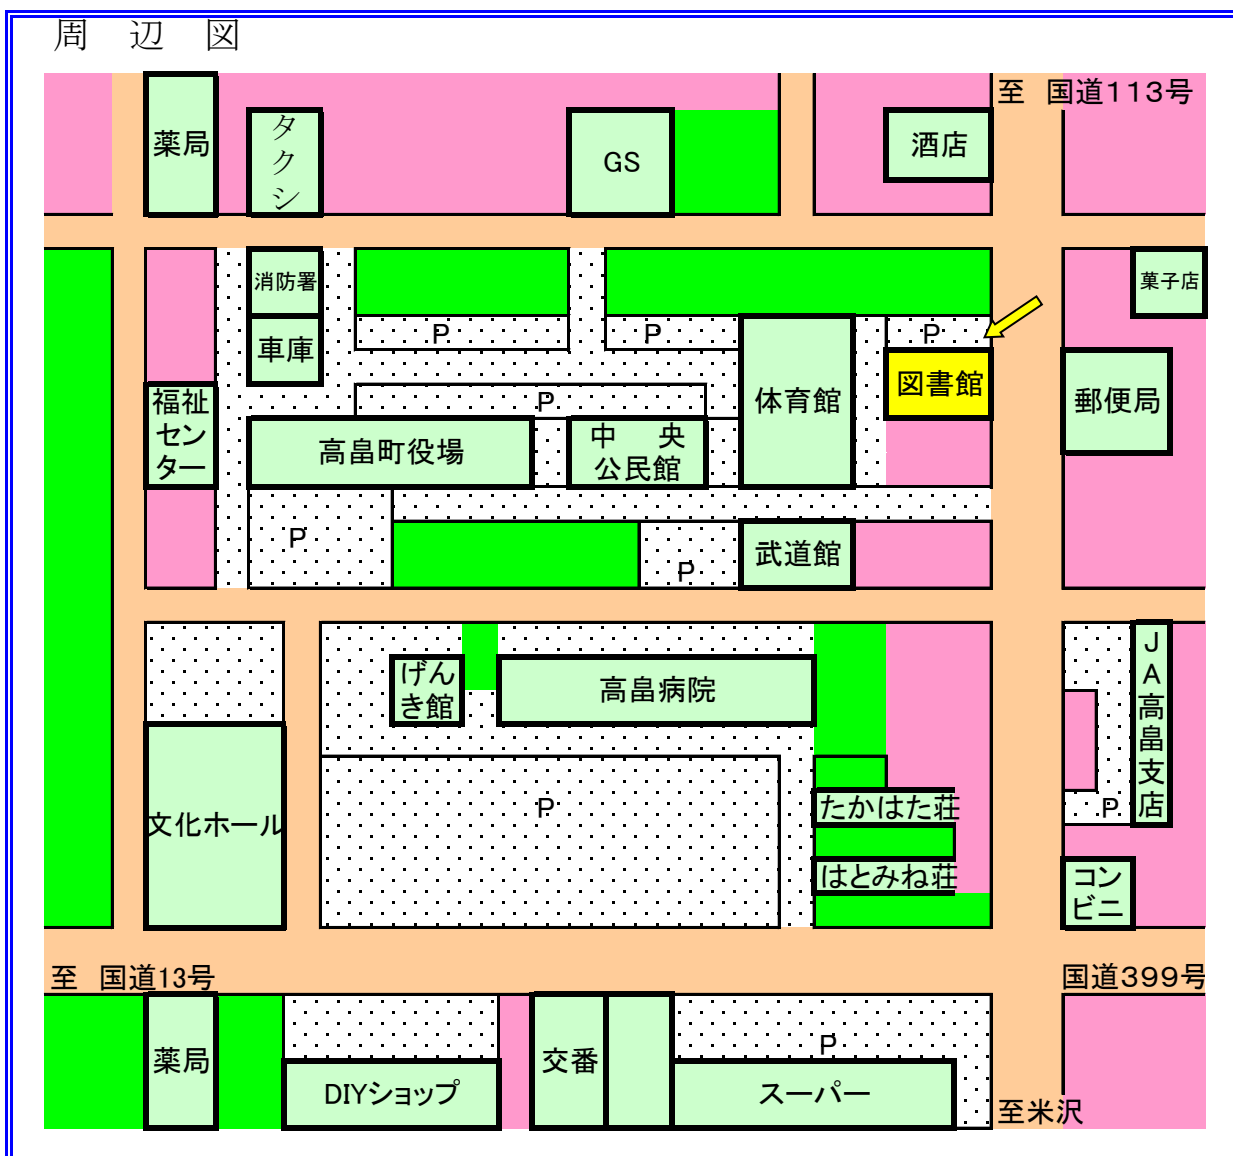 周辺図
至 国道113号
薬局
タクシ
GS
酒店
消防署
菓子店
P
P
P
車庫
図書館
福祉
センター
P
体育館
郵便局
高畠町役場
中央
公民館
P
P
武道館
げん
き館
高畠病院
JA高畠支店
P
たかはた荘
P
文化ホール
はとみね荘
コン
ビニ
至 国道13号
国道399号
薬局
交番
P
DIYショップ
スーパー
至米沢